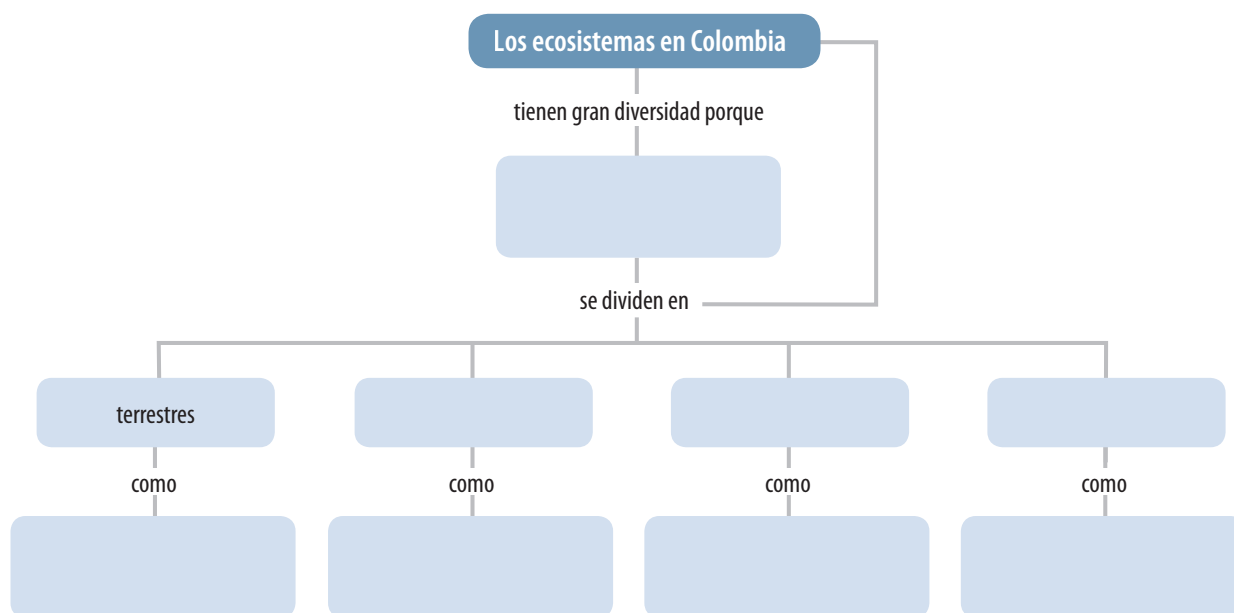 Los ecosistemas en Colombia
tienen gran diversidad porque
se dividen en
terrestres
como
como
como
como